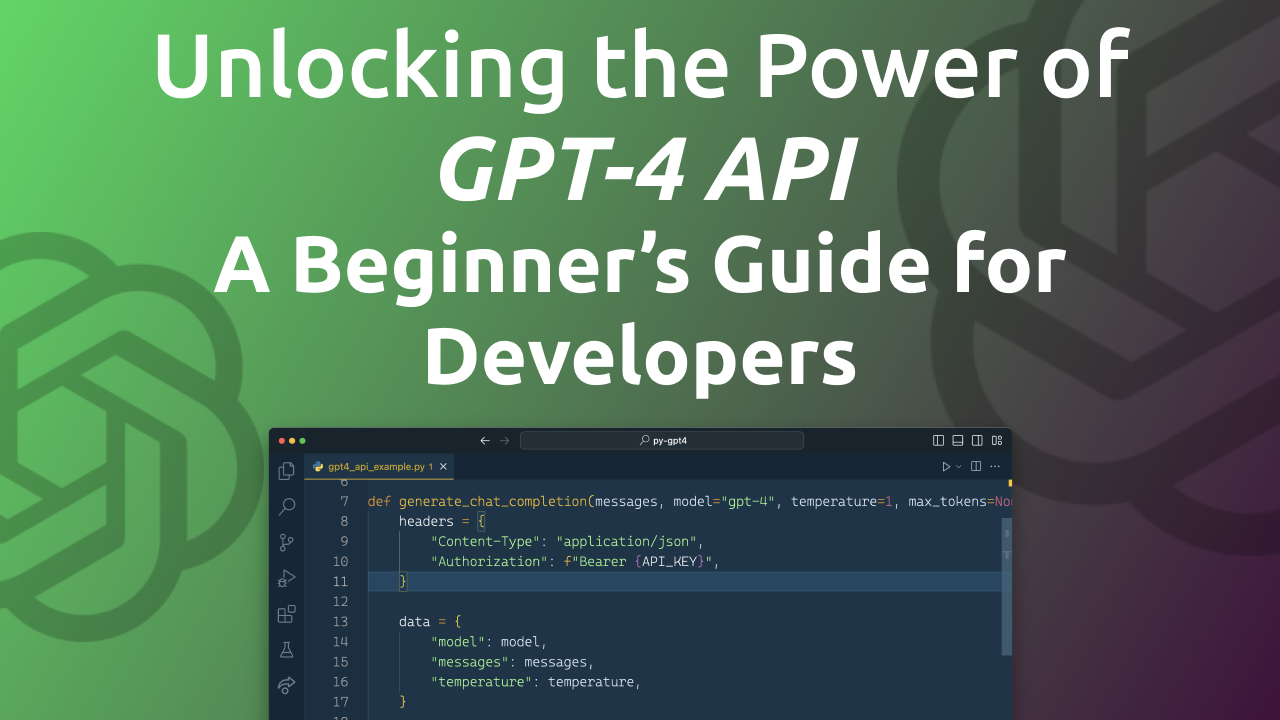 Unlocking the Power of
GPT-4 API
A Beginner’s Guide for
Developers
py-gpt4
gpt4_api_example.py 1
7 def generate_chat_completion(messages, model="gpt-4", temperature=1, max_tokens=No
8 headers = {
9 "Content-Type": "application/json",
10 "Authorization": f"Bearer {API_KEY}",
11 }
12
13 data = {
14 "model": model,
15 "messages": messages,
16 "temperature": temperature,
17 }